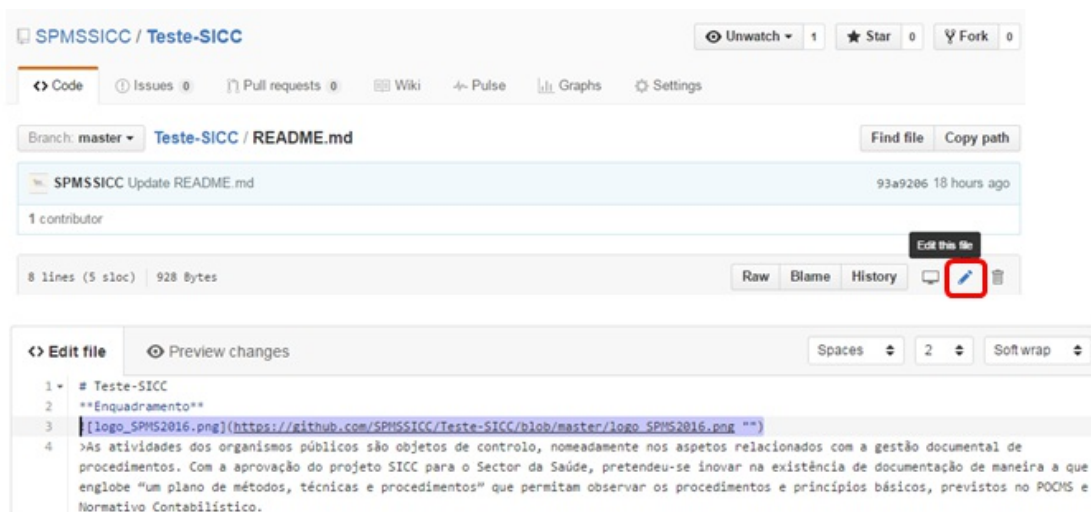 SPMSSICC / Teste-SICC Unwatch 1 Star 0 Fork 0
Code Issues 0 Pull requests 0 Wiki Pulse Graphs Settings
Branch: master Teste-SICC / README.md Find file Copy path
SPMSSICC Update README.md 93a9206 18 hours ago
1 contributor
Edit this file
8 lines (5 sloc) 928 Bytes Raw Blame History
<> Edit file Preview changes Spaces 2 Soft wrap
1 # Teste-SICC
2 **Enquadramento**
3 ![logo_SPMS2016.png](https://github.com/SPMSSICC/Teste-SICC/blob/master/logo_SPMS2016.png "")
4 >As atividades dos organismos públicos são objetos de controlo, nomeadamente nos aspetos relacionados com a gestão documental de
procedimentos. Com a aprovação do projeto SICC para o Sector da Saúde, pretendeu-se inovar na existência de documentação de maneira a que
englobe “um plano de métodos, técnicas e procedimentos” que permitam observar os procedimentos e princípios básicos, previstos no POCMS e
Normativo Contabilístico.